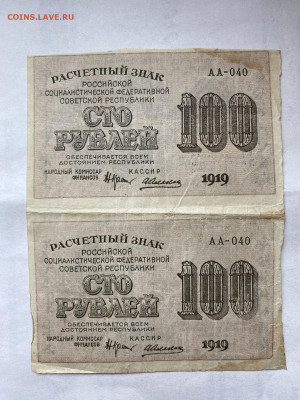 COINS.LAVE.RU
РАСЧЕТНЫЙ ЗНАК
РОССИЙСКОЙ
СОЦИАЛИСТИЧЕСКОЙ ФЕДЕРАТИВНОЙ
СОВЕТСКОЙ РЕСПУБЛИКИ
СТО
РУБЛЕЙ
ОБЕСПЕЧИВАЕТСЯ ВСЕМ
ДОСТОЯНИЕМ РЕСПУБЛИКИ
НАРОДНЫЙ КОМИССАР
ФИНАНСОВ
КАССИР
АА-040
100
1919
РАСЧЕТНЫЙ ЗНАК
РОССИЙСКОЙ
СОЦИАЛИСТИЧЕСКОЙ ФЕДЕРАТИВНОЙ
СОВЕТСКОЙ РЕСПУБЛИКИ
СТО
РУБЛЕЙ
ОБЕСПЕЧИВАЕТСЯ ВСЕМ
ДОСТОЯНИЕМ РЕСПУБЛИКИ
НАРОДНЫЙ КОМИССАР
ФИНАНСОВ
КАССИР
АА-040
100
1919